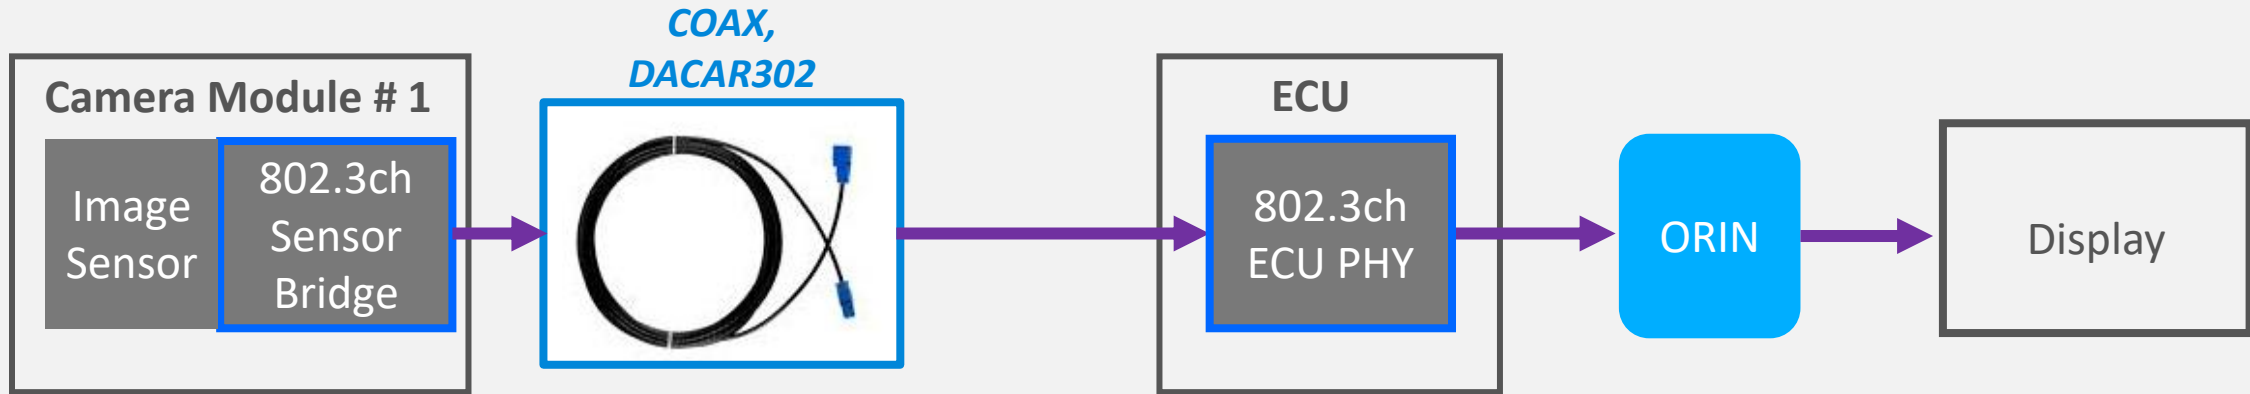 COAX,
DACAR302
Camera Module # 1
Image
Sensor
802.3ch
Sensor
Bridge
ECU
802.3ch
ECU PHY
ORIN
Display